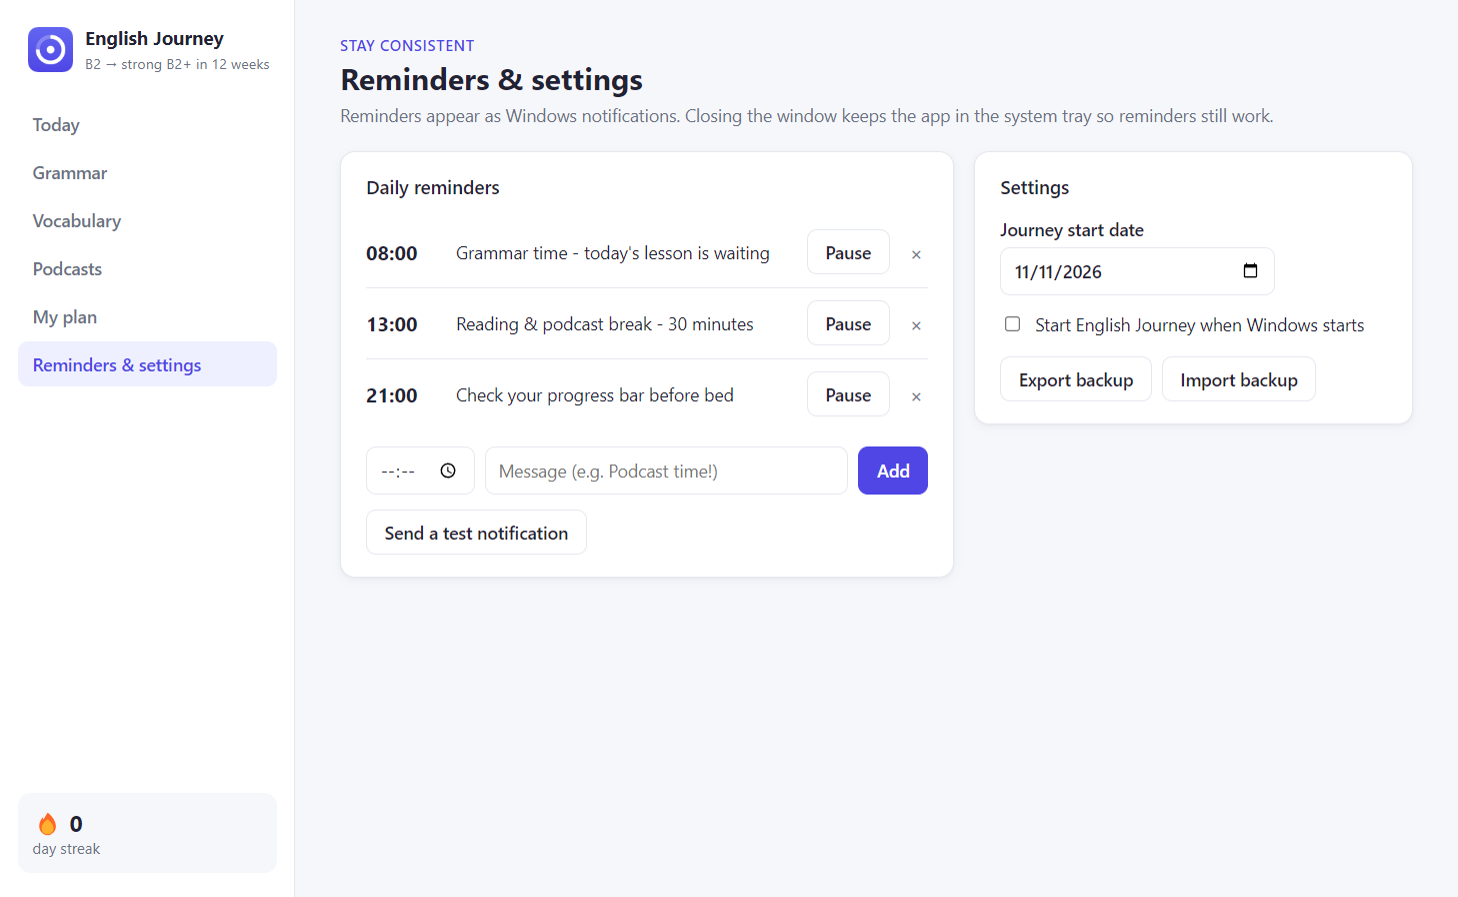 English Journey
B2 → strong B2+ in 12 weeks
Today
Grammar
Vocabulary
Podcasts
My plan
Reminders & settings
0
day streak
STAY CONSISTENT
Reminders & settings
Reminders appear as Windows notifications. Closing the window keeps the app in the system tray so reminders still work.
Daily reminders
08:00 Grammar time - today's lesson is waiting Pause ×
13:00 Reading & podcast break - 30 minutes Pause ×
21:00 Check your progress bar before bed Pause ×
--:-- Message (e.g. Podcast time!) Add
Send a test notification
Settings
Journey start date
11/11/2026
Start English Journey when Windows starts
Export backup Import backup